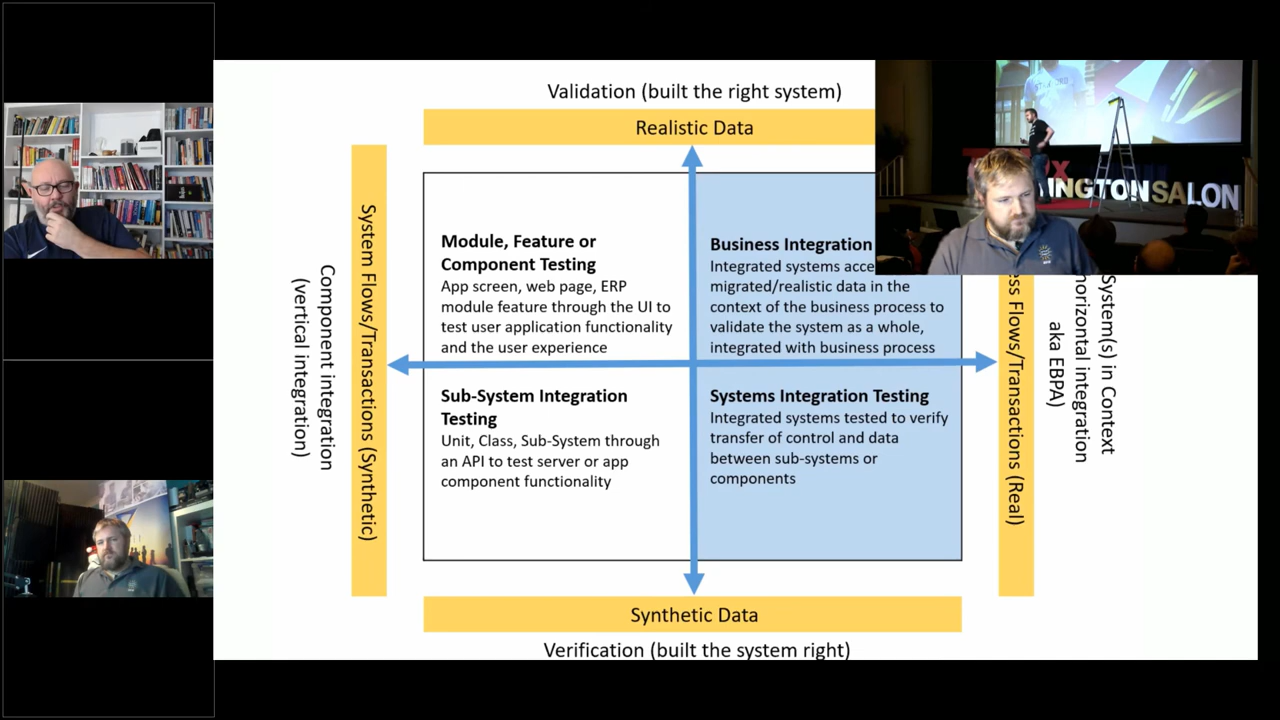 Validation (built the right system)
Realistic Data
System Flows/Transactions (Synthetic)
Component integration
(vertical integration)
Module, Feature or
Component Testing
App screen, web page, ERP
module feature through the UI to
test user application functionality
and the user experience
Business Integration
Integrated systems
migrated/realistic data in the
context of the business process to
validate the system as a whole,
integrated with business process
Sub-System Integration
Testing
Unit, Class, Sub-System through
an API to test server or app
component functionality
Systems Integration Testing
Integrated systems tested to verify
transfer of control and data
between sub-systems or
components
Flows/Transactions (Real)
System(s) in Context
horizontal integration
aka EBPA)
Synthetic Data
Verification (built the system right)
SALON